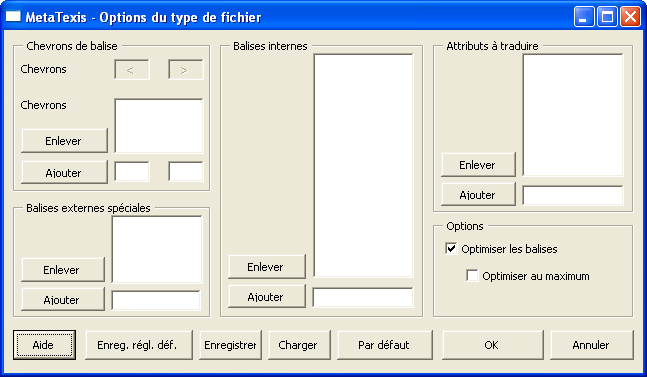 MetaTexis - Options du type de fichier
Chevrons de balise
Chevrons
<
>
Chevrons
Enlever
Ajouter
Balises externes spéciales
Enlever
Ajouter
Balises internes
Enlever
Ajouter
Attributs à traduire
Enlever
Ajouter
Options
Optimiser les balises
Optimiser au maximum
Aide
Enreg. régl. déf.
Enregistrer
Charger
Par défaut
OK
Annuler